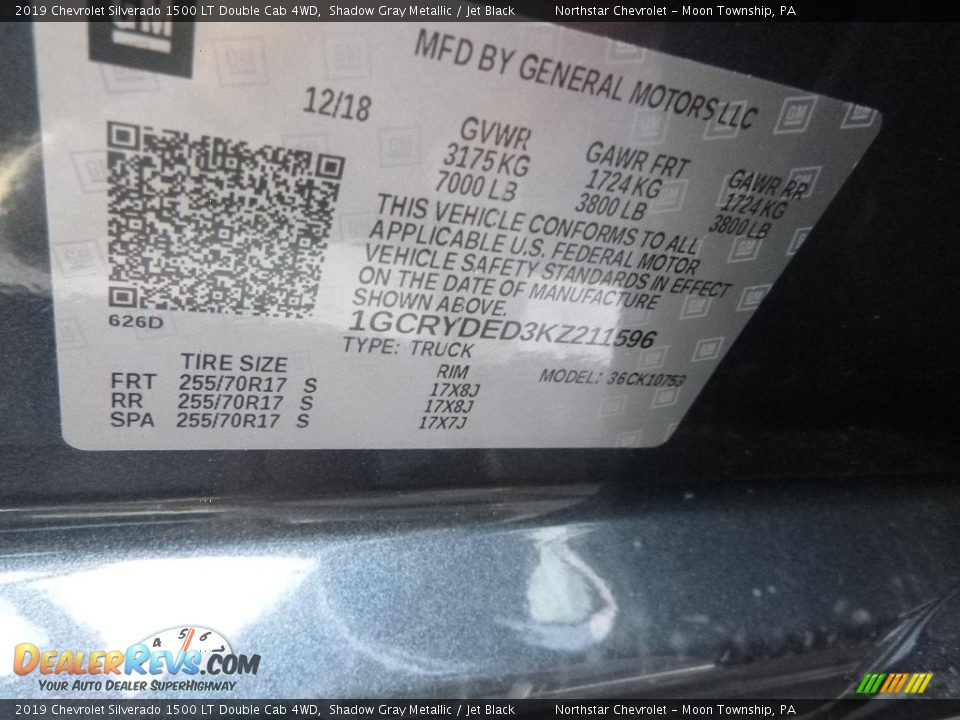 2019 Chevrolet Silverado 1500 LT Double Cab 4WD, Shadow Gray Metallic / Jet Black Northstar Chevrolet - Moon Township, PA
GM
MFD BY GENERAL MOTORS LLC
12/18
GVWR GAWR FRT GAWR RR
3175 KG 1724 KG 1724 KG
7000 LB 3800 LB 3800 LB
THIS VEHICLE CONFORMS TO ALL
APPLICABLE U.S. FEDERAL MOTOR
VEHICLE SAFETY STANDARDS IN EFFECT
ON THE DATE OF MANUFACTURE
SHOWN ABOVE.
626D
1GCRYDED3KZ211596
TYPE: TRUCK
MODEL: 36CK10753
TIRE SIZE RIM
FRT 255/70R17 S 17X8J
RR 255/70R17 S 17X8J
SPA 255/70R17 S 17X7J
4 5 6
DEALERREVS.COM
YOUR AUTO DEALER SUPERHIGHWAY
2019 Chevrolet Silverado 1500 LT Double Cab 4WD, Shadow Gray Metallic / Jet Black Northstar Chevrolet - Moon Township, PA